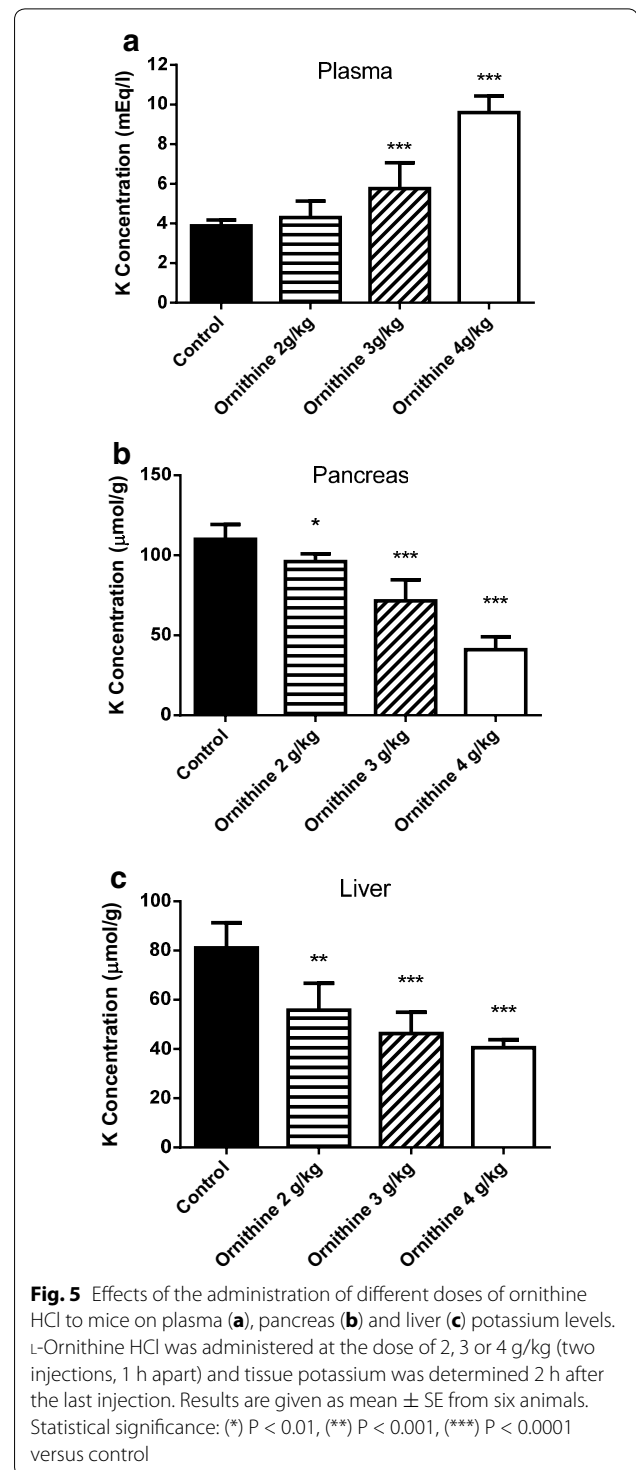 a
Plasma
K Concentration (mEq/l)
12
10
8
6
4
2
0
***
***
Control
Ornithine 2g/kg
Ornithine 3g/kg
Ornithine 4g/kg
b
Pancreas
K Concentration (µmol/g)
150
100
50
0
*
***
***
Control
Ornithine 2 g/kg
Ornithine 3 g/kg
Ornithine 4 g/kg
c
Liver
K Concentration (µmol/g)
100
80
60
40
20
0
**
***
***
Control
Ornithine 2 g/kg
Ornithine 3 g/kg
Ornithine 4 g/kg
Fig. 5 Effects of the administration of different doses of ornithine
HCl to mice on plasma (a), pancreas (b) and liver (c) potassium levels.
L-Ornithine HCl was administered at the dose of 2, 3 or 4 g/kg (two
injections, 1 h apart) and tissue potassium was determined 2 h after
the last injection. Results are given as mean ± SE from six animals.
Statistical significance: (*) P < 0.01, (**) P < 0.001, (***) P < 0.0001
versus control